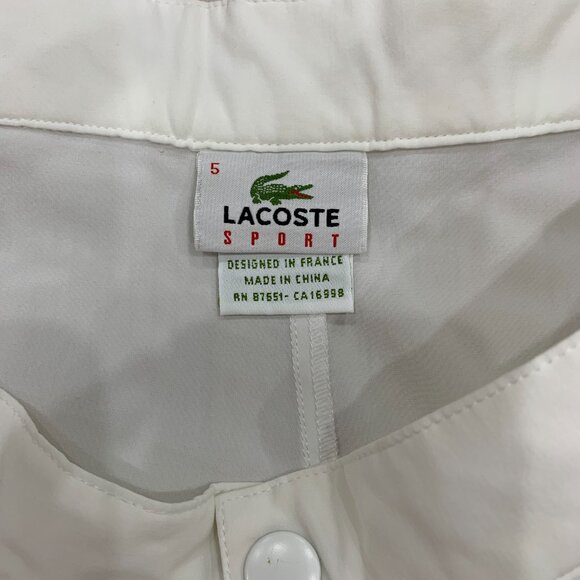 5
LACOSTE
SPORT
DESIGNED IN FRANCE
MADE IN CHINA
RN 87651- CA16998